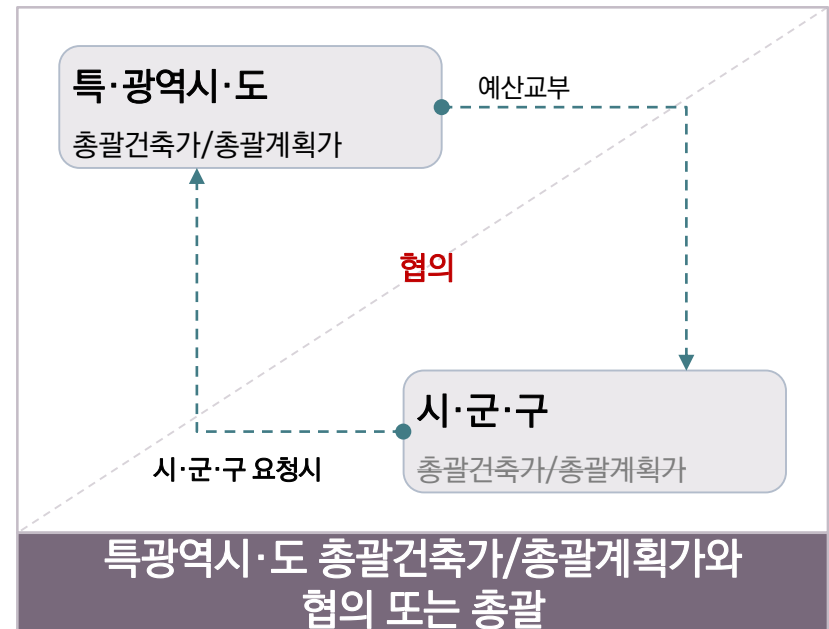 특·광역시·도
총괄건축가/총괄계획가
예산교부
협의
시·군·구
총괄건축가/총괄계획가
시·군·구 요청시
특광역시·도 총괄건축가/총괄계획가와
협의 또는 총괄